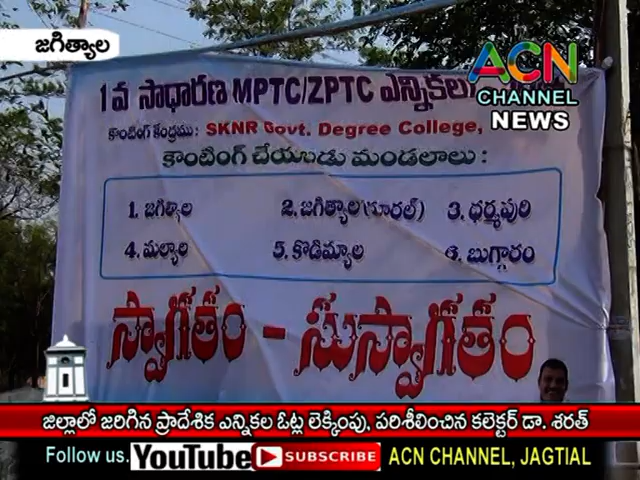 జగిత్యాల
ACN
CHANNEL
NEWS
1వ సాధారణ MPTC/ZPTC ఎన్నికలు
కౌంటింగ్ కేంద్రము: SKNR Govt. Degree College,
కౌంటింగ్ చేయుబడు మండలాలు :
1. జగిత్యాల 2. జగిత్యాల(రూరల్) 3. ధర్మపురి
4. మల్యాల 5. కొడిమ్యాల 6. బుగ్గారం
స్వాగతం - సుస్వాగతం
జిల్లాలో జరిగిన ప్రాదేశిక ఎన్నికల ఓట్ల లెక్కింపు, పరిశీలించిన కలెక్టర్ డా. శరత్
Follow us. YouTube SUBSCRIBE ACN CHANNEL, JAGTIAL